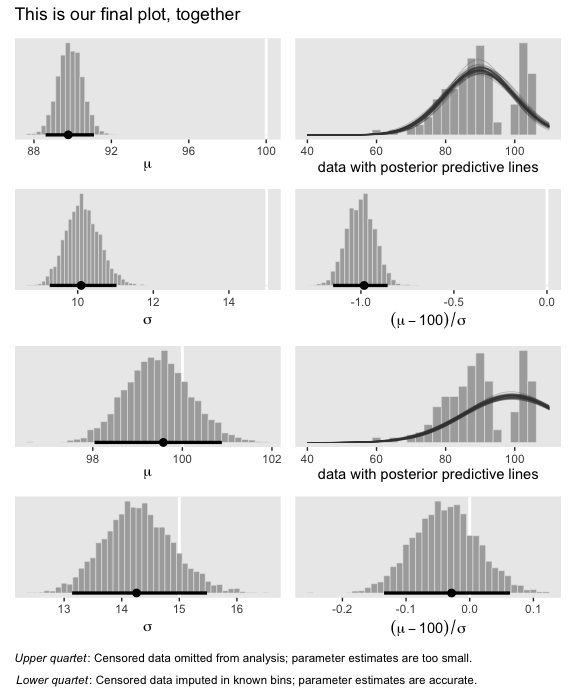 This is our final plot, together
88 92 96 100
μ
40 60 80 100
data with posterior predictive lines
10 12 14
σ
-1.0 -0.5 0.0
(μ − 100)/σ
98 100 102
μ
40 60 80 100
data with posterior predictive lines
13 14 15 16
σ
-0.2 -0.1 0.0 0.1
(μ − 100)/σ
Upper quartet: Censored data omitted from analysis; parameter estimates are too small.
Lower quartet: Censored data imputed in known bins; parameter estimates are accurate.